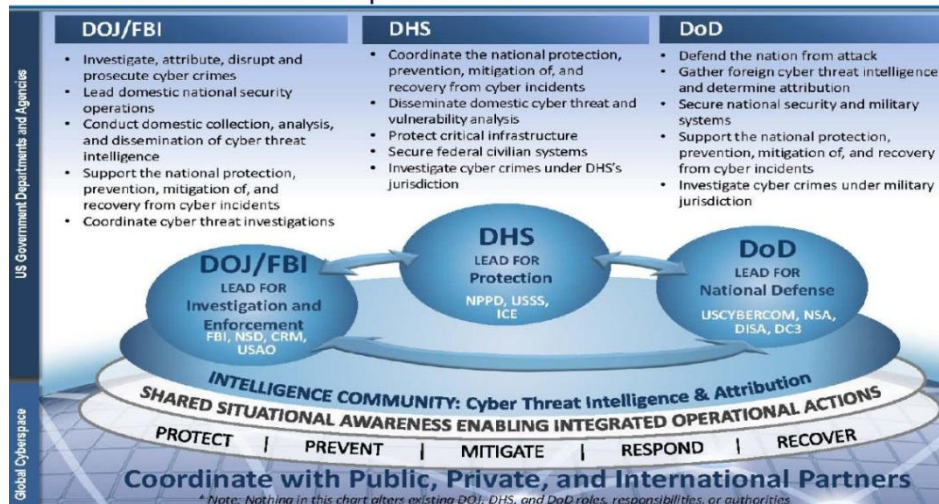 DOJ/FBI
• Investigate, attribute, disrupt and
prosecute cyber crimes
• Lead domestic national security
operations
• Conduct domestic collection, analysis,
and dissemination of cyber threat
intelligence
• Support the national protection,
prevention, mitigation of, and
recovery from cyber incidents
• Coordinate cyber threat investigations
DHS
• Coordinate the national protection,
prevention, mitigation of, and
recovery from cyber incidents
• Disseminate domestic cyber threat and
vulnerability analysis
• Protect critical infrastructure
• Secure federal civilian systems
• Investigate cyber crimes under DHS's
jurisdiction
DoD
• Defend the nation from attack
• Gather foreign cyber threat intelligence
and determine attribution
• Secure national security and military
systems
• Support the national protection,
prevention, mitigation of, and recovery
from cyber incidents
• Investigate cyber crimes under military
jurisdiction
US Government Departments and Agencies
DOJ/FBI
LEAD FOR
Investigation and
Enforcement
FBI, NSD, CRM,
USAO
DHS
LEAD FOR
Protection
NPPD, USSS,
ICE
DoD
LEAD FOR
National Defense
USCYBERCOM, NSA,
DISA, DC3
INTELLIGENCE COMMUNITY: Cyber Threat Intelligence & Attribution
SHARED SITUATIONAL AWARENESS ENABLING INTEGRATED OPERATIONAL ACTIONS
PROTECT | PREVENT | MITIGATE | RESPOND | RECOVER
Global Cyberspace
Coordinate with Public, Private, and International Partners
* Note: Nothing in this chart alters existing DOJ, DHS, and DoD roles, responsibilities, or authorities